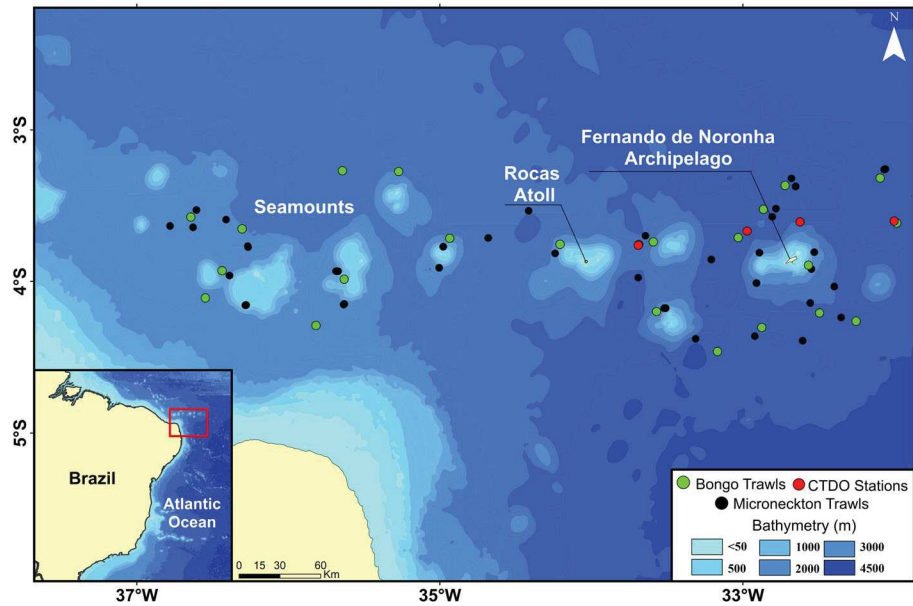 N
3°S
Fernando de Noronha
Archipelago
Rocas
Atoll
Seamounts
4°S
5°S
Brazil
Atlantic
Ocean
0 15 30 60
Km
Bongo Trawls CTDO Stations
Microneckton Trawls
Bathymetry (m)
<50 1000 3000
500 2000 4500
37°W 35°W 33°W